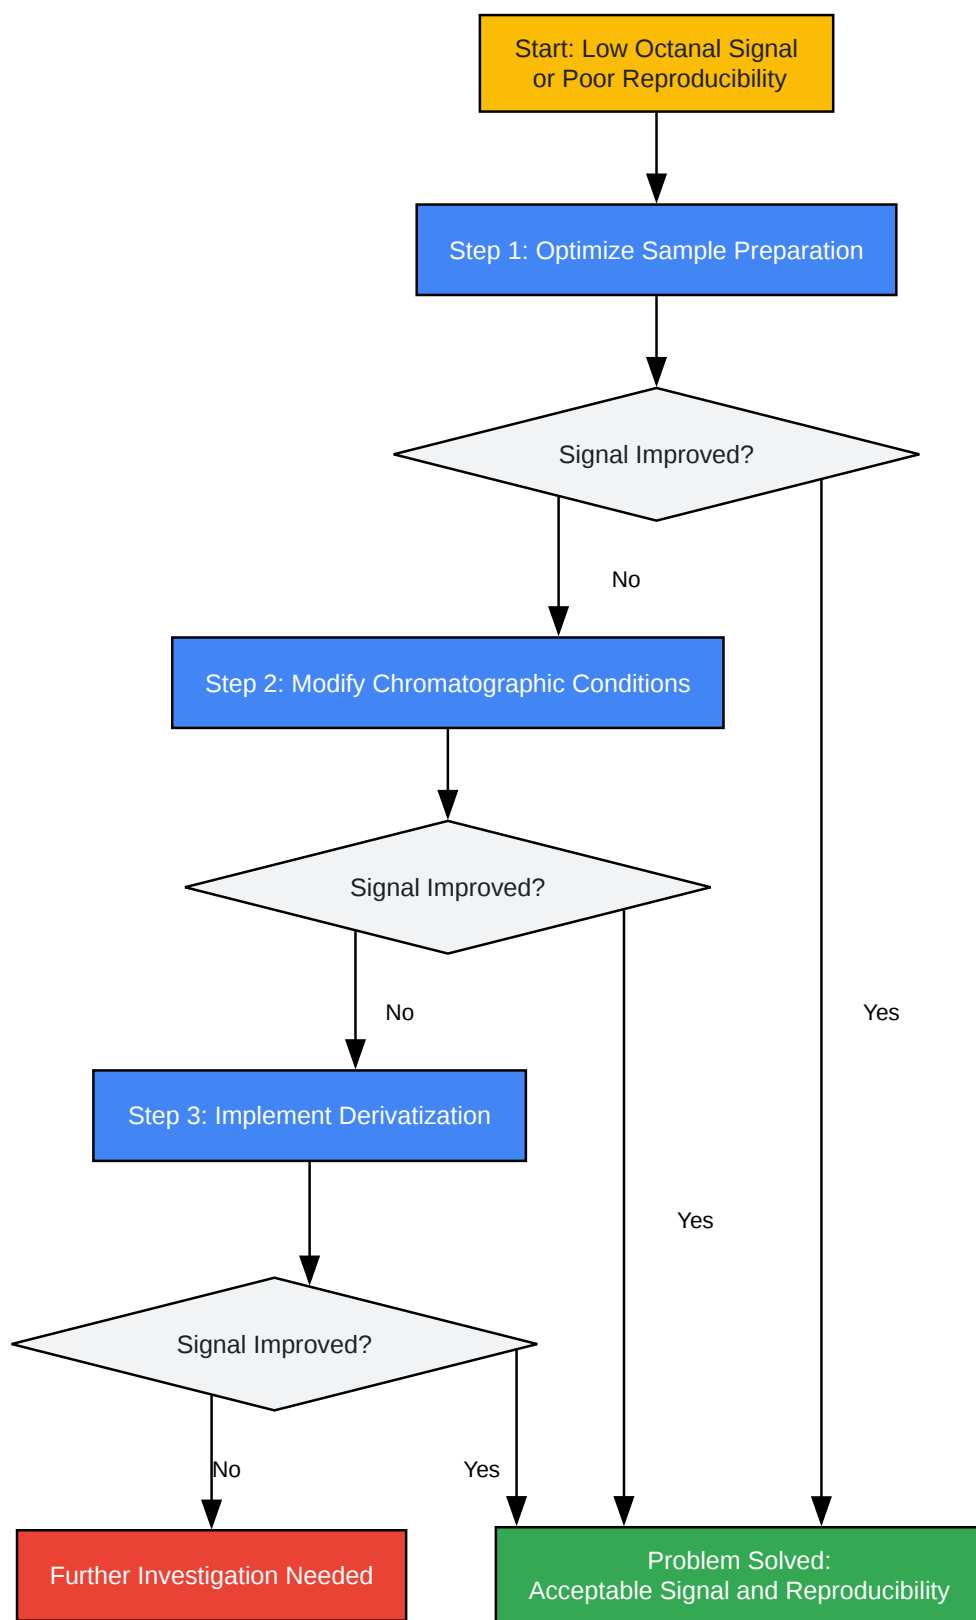 Start: Low Octanal Signal
or Poor Reproducibility
Step 1: Optimize Sample Preparation
Signal Improved?
No
Step 2: Modify Chromatographic Conditions
Signal Improved?
No
Yes
Step 3: Implement Derivatization
Yes
Signal Improved?
No
Yes
Further Investigation Needed
Problem Solved:
Acceptable Signal and Reproducibility